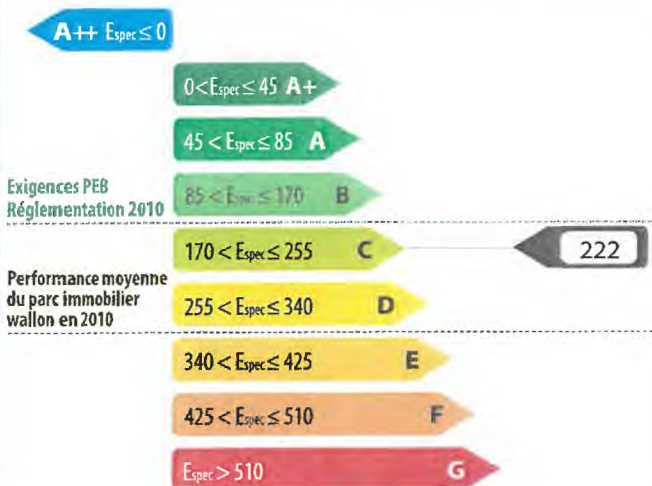 A++ Espec ≤ 0
0 < Espec ≤ 45 A+
45 < Espec ≤ 85 A
Exigences PEB
Réglementation 2010
85 < Espec ≤ 170 B
170 < Espec ≤ 255 C
222
Performance moyenne
du parc immobilier
wallon en 2010
255 < Espec ≤ 340 D
340 < Espec ≤ 425 E
425 < Espec ≤ 510 F
Espec > 510 G